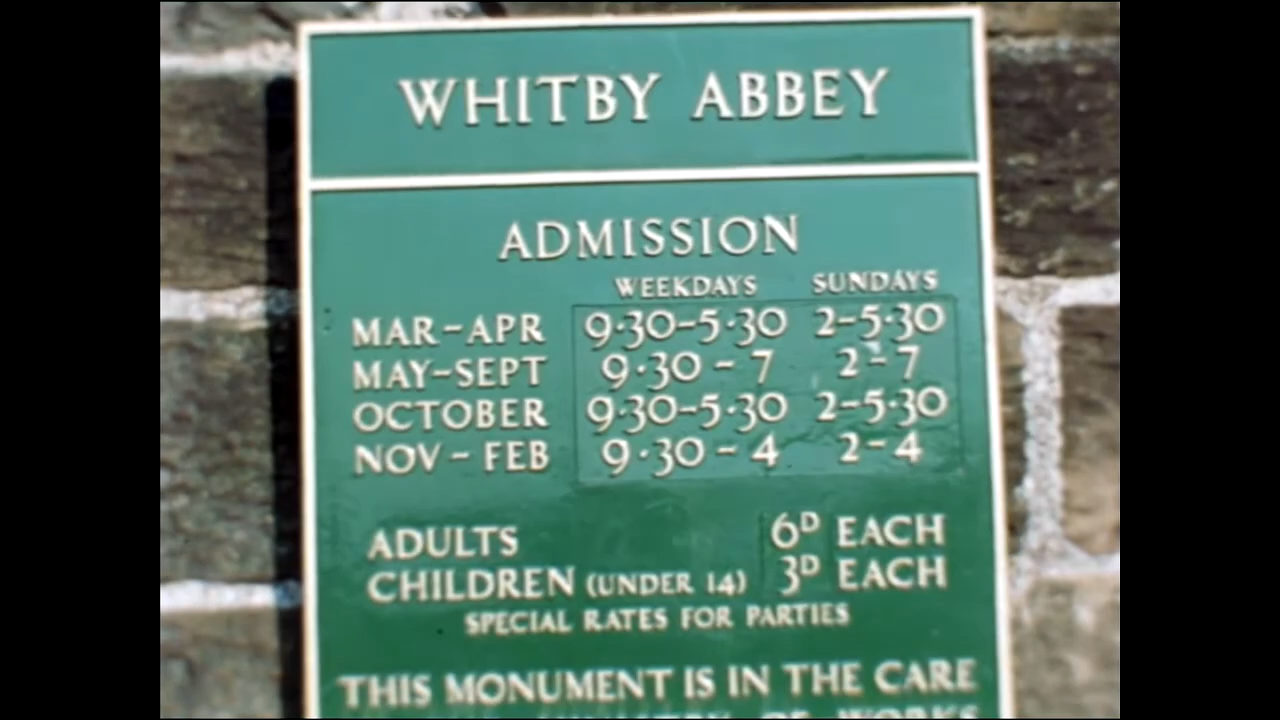 WHITBY ABBEY
ADMISSION
WEEKDAYS SUNDAYS
MAR-APR 9·30-5·30 2-5·30
MAY-SEPT 9·30-7 2-7
OCTOBER 9·30-5·30 2-5·30
NOV-FEB 9·30-4 2-4
ADULTS 6D EACH
CHILDREN (UNDER 14) 3D EACH
SPECIAL RATES FOR PARTIES
THIS MONUMENT IS IN THE CARE
OF WORKS